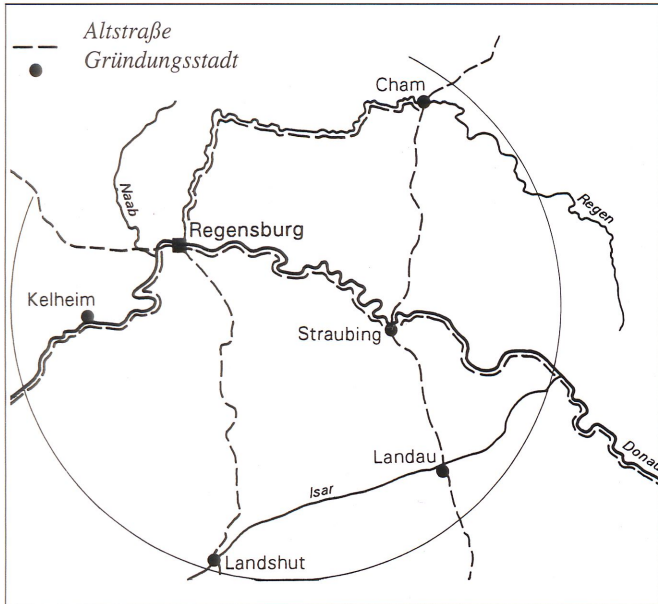 Altstraße
Gründungsstadt
Cham
Naab
Regen
Regensburg
Kelheim
Straubing
Donau
Landau
Isar
Landshut